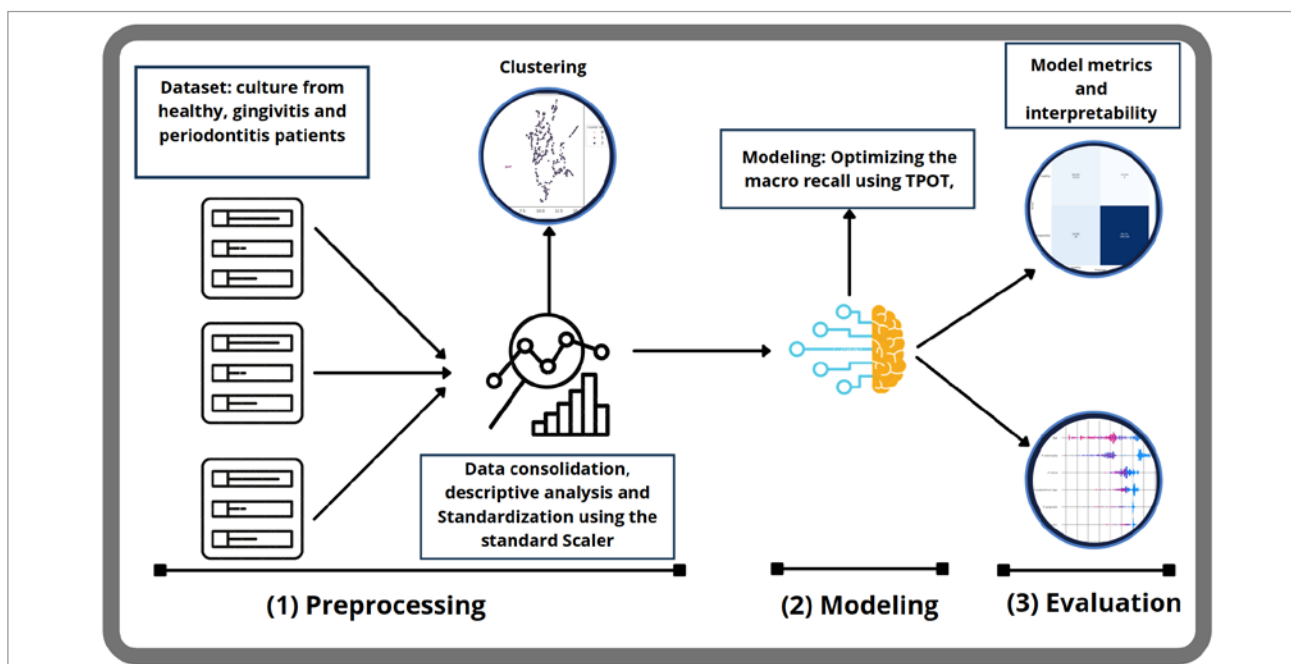 Dataset: culture from
healthy, gingivitis and
periodontitis patients
Clustering
Data consolidation,
descriptive analysis and
Standardization using the
standard Scaler
Modeling: Optimizing the
macro recall using TPOT,
Model metrics
and
interpretability
(1) Preprocessing
(2) Modeling
(3) Evaluation